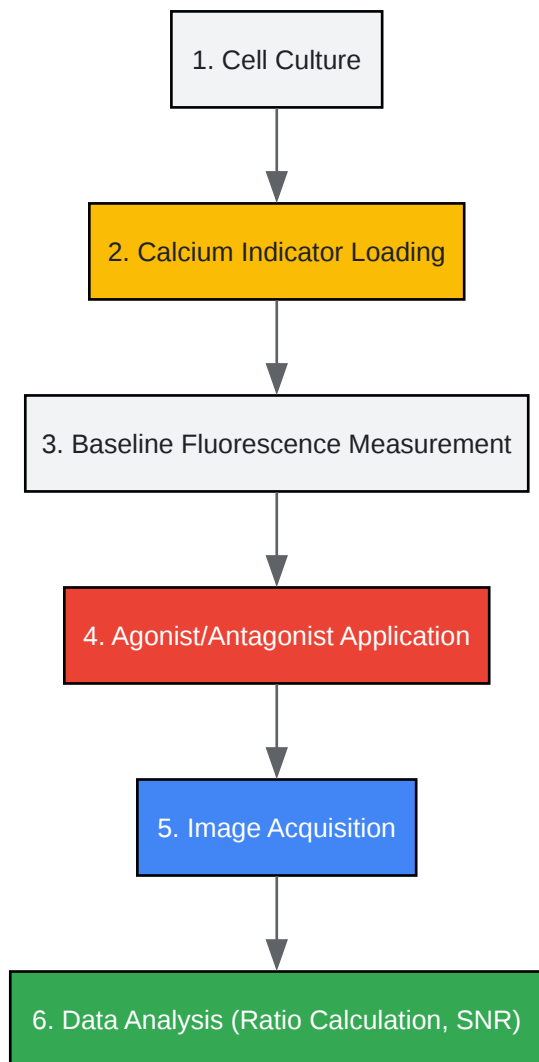 1. Cell Culture
2. Calcium Indicator Loading
3. Baseline Fluorescence Measurement
4. Agonist/Antagonist Application
5. Image Acquisition
6. Data Analysis (Ratio Calculation, SNR)